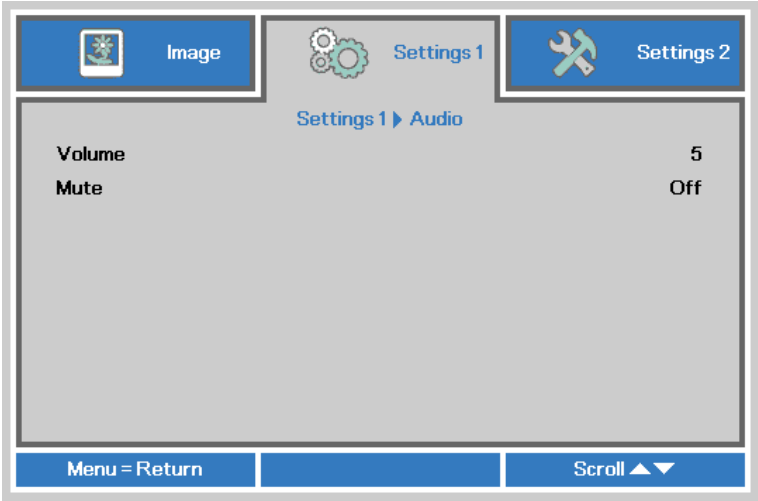 Image
Settings 1
Settings 2
Settings 1 ▶ Audio
Volume 5
Mute Off
Menu = Return
Scroll ▲▼